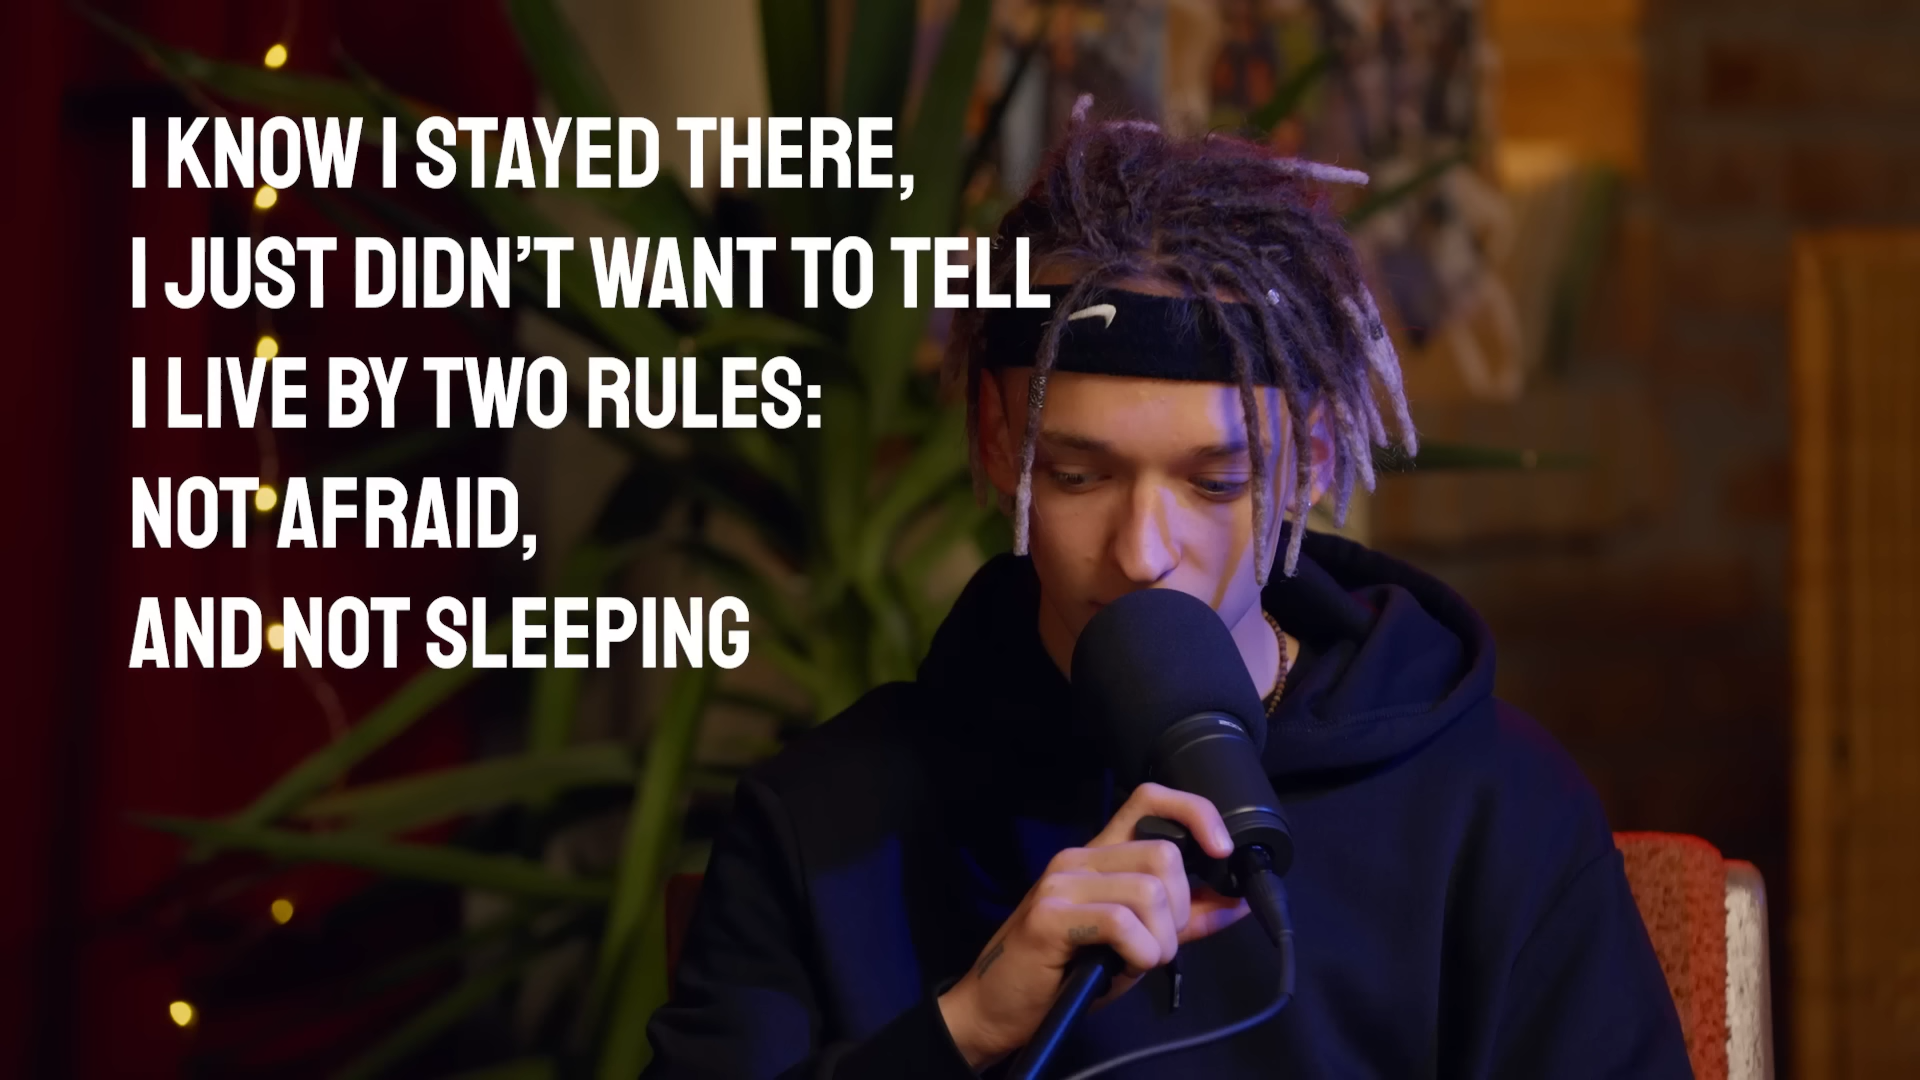 I KNOW I STAYED THERE,
I JUST DIDN’T WANT TO TELL
I LIVE BY TWO RULES:
NOT AFRAID,
AND NOT SLEEPING